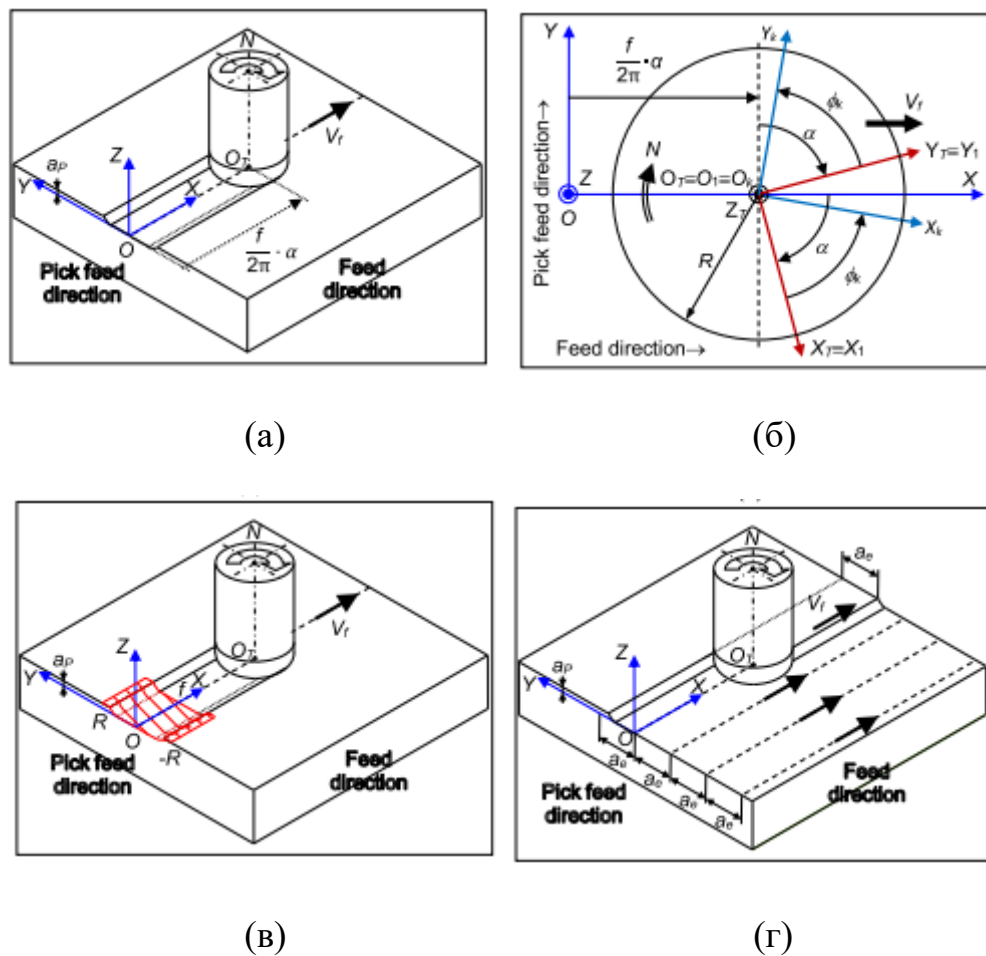 N
V_f
a_P
Z
O_T
Y
X
O
f/2π · α
Pick feed
direction
Feed
direction
(а)
Y
Y_k
f/2π · α
ϕ_k
V_f
α
N
Y_T=Y_1
Z
O_T=O_1=O_k
X
O
Z_T
X_k
R
α
ϕ_k
Pick feed direction→
Feed direction→
X_T=X_1
(б)
N
V_f
a_P
Z
O_T
Y
X
f
R
O
-R
Pick feed
direction
Feed
direction
(в)
N
a_e
V_f
a_P
Z
O_T
Y
X
O
a_e
a_e
a_e
a_e
Pick feed
direction
Feed
direction
(г)